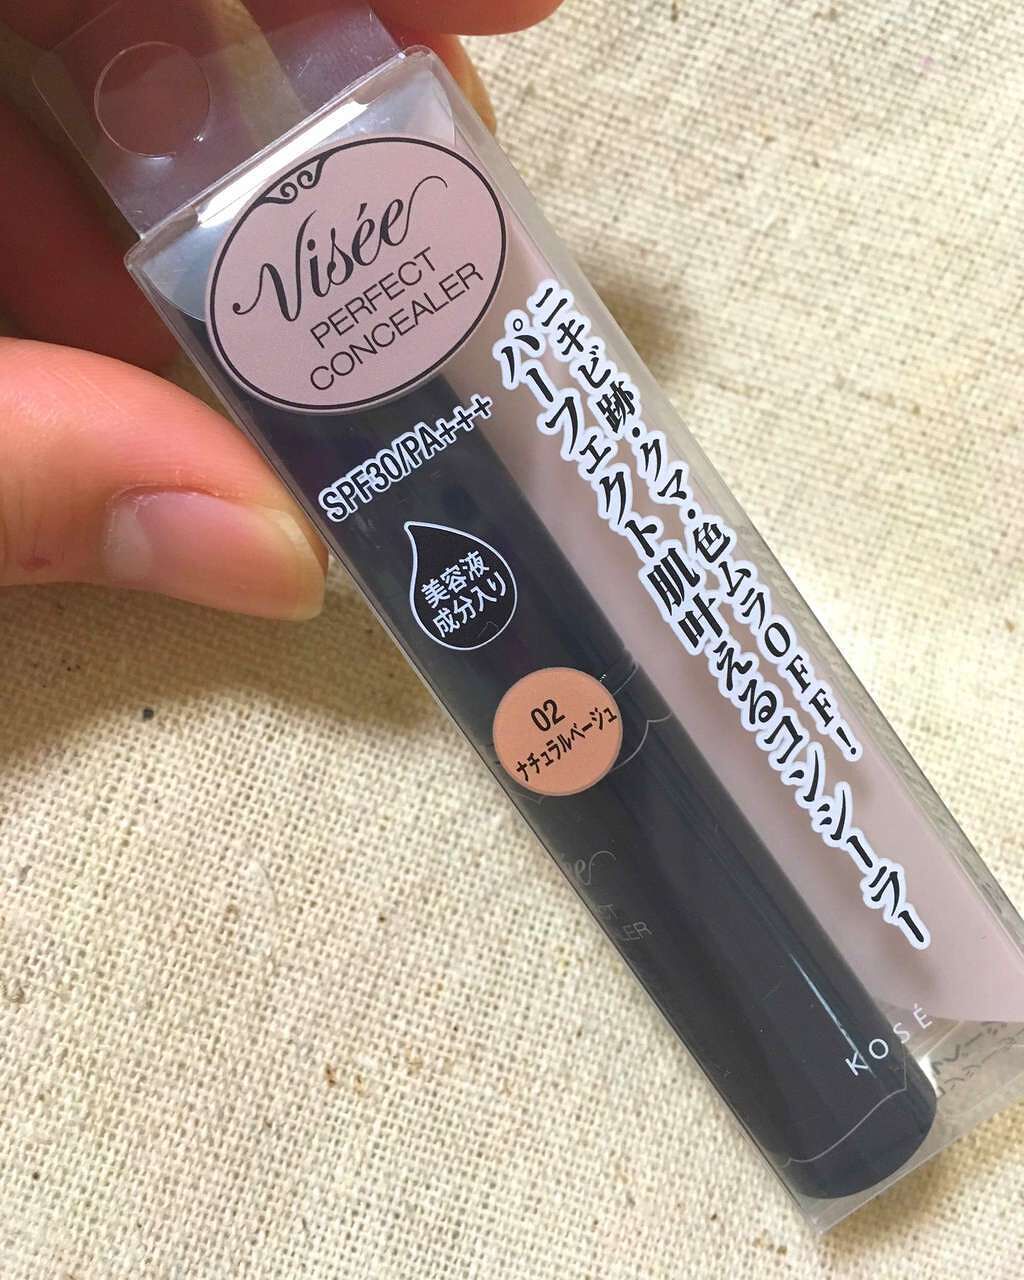 Visée
PERFECT
CONCEALER
ニキビ跡・クマ・色ムラOFF!
パーフェクト肌叶えるコンシーラー
SPF30/PA+++
美容液
成分入り
02
ナチュラルベージュ
KOSÉ